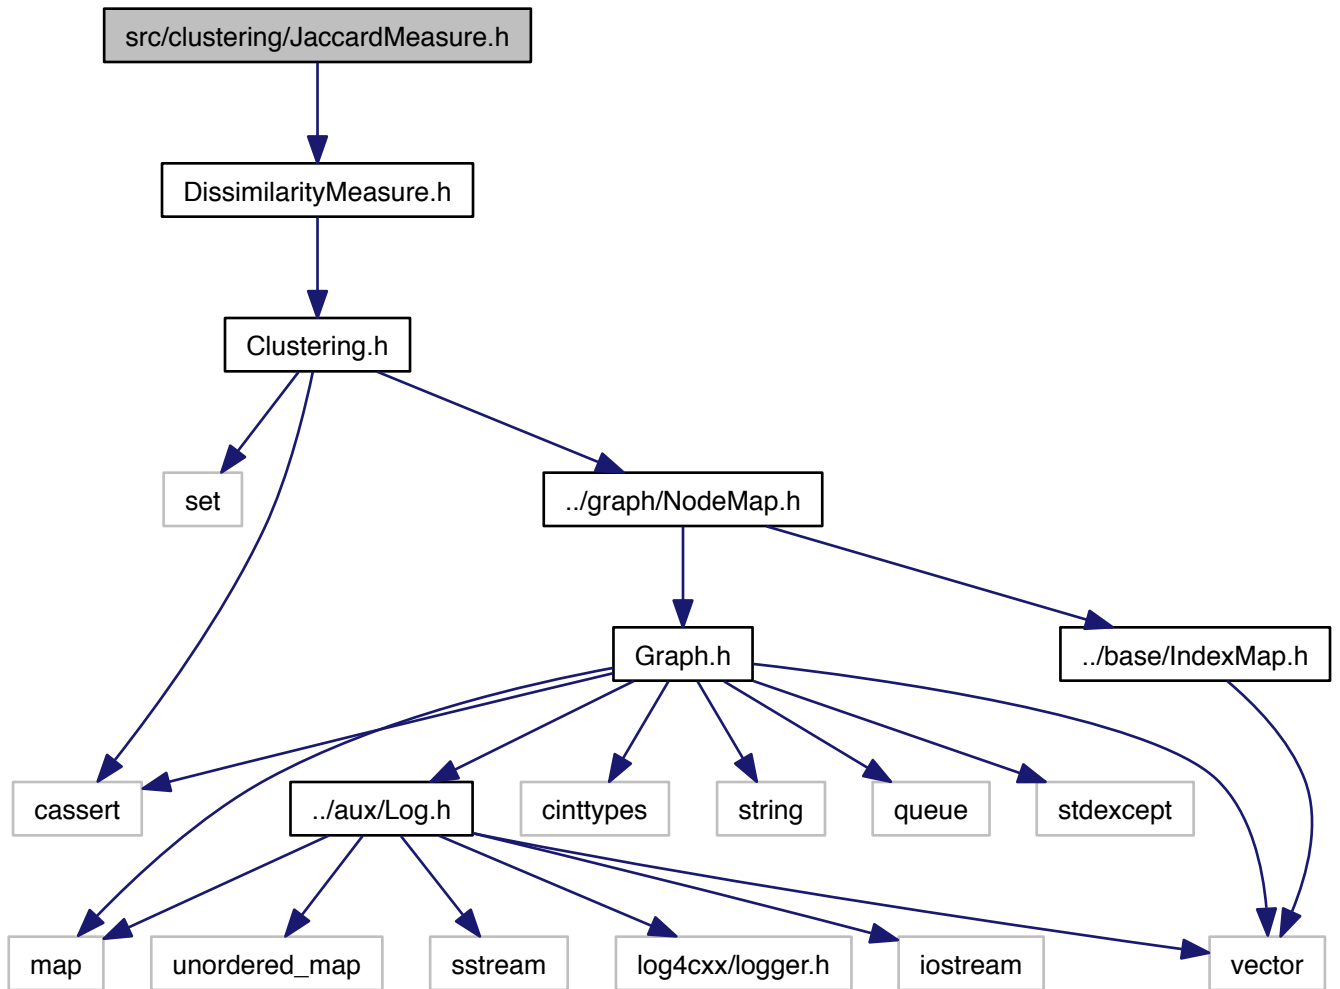 src/clustering/JaccardMeasure.h
DissimilarityMeasure.h
Clustering.h
set
../graph/NodeMap.h
Graph.h
../base/IndexMap.h
cassert
../aux/Log.h
cinttypes
string
queue
stdexcept
map
unordered_map
sstream
log4cxx/logger.h
iostream
vector